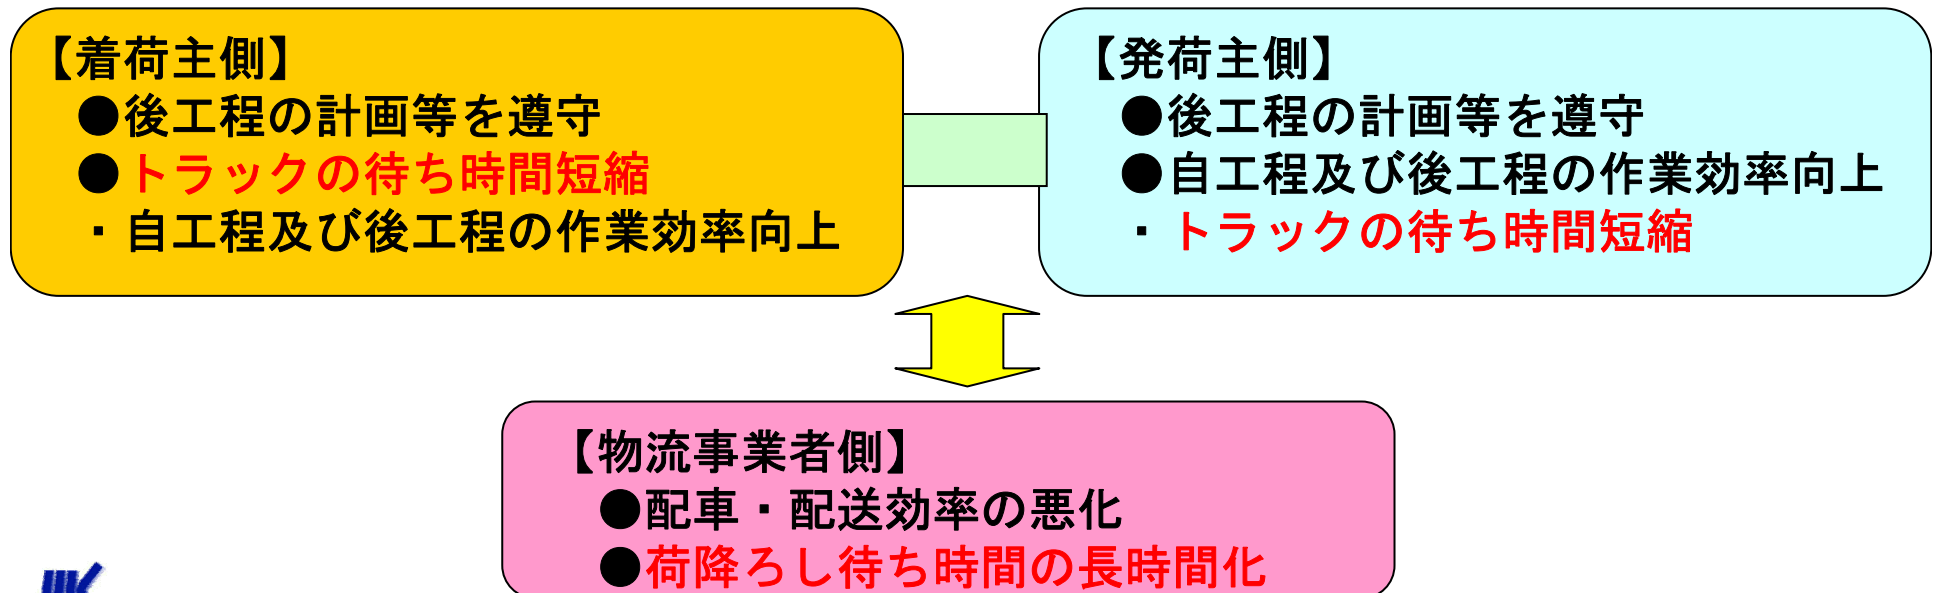 【着荷主側】
●後工程の計画等を遵守
●トラックの待ち時間短縮
・自工程及び後工程の作業効率向上
【発荷主側】
●後工程の計画等を遵守
●自工程及び後工程の作業効率向上
・トラックの待ち時間短縮
【物流事業者側】
●配車・配送効率の悪化
●荷降ろし待ち時間の長時間化